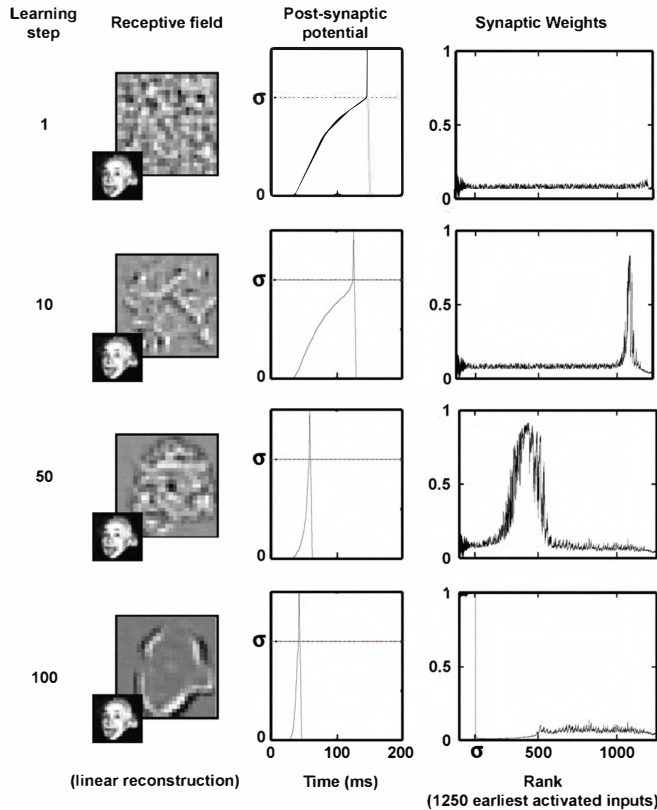 Learning step
Receptive field
Post-synaptic potential
Synaptic Weights
1
σ
0
1
0.5
0
10
σ
0
1
0.5
0
50
σ
0
1
0.5
0
100
σ
0
0
100
200
1
0.5
0
σ
500
1000
(linear reconstruction)
Time (ms)
Rank
(1250 earliest activated inputs)